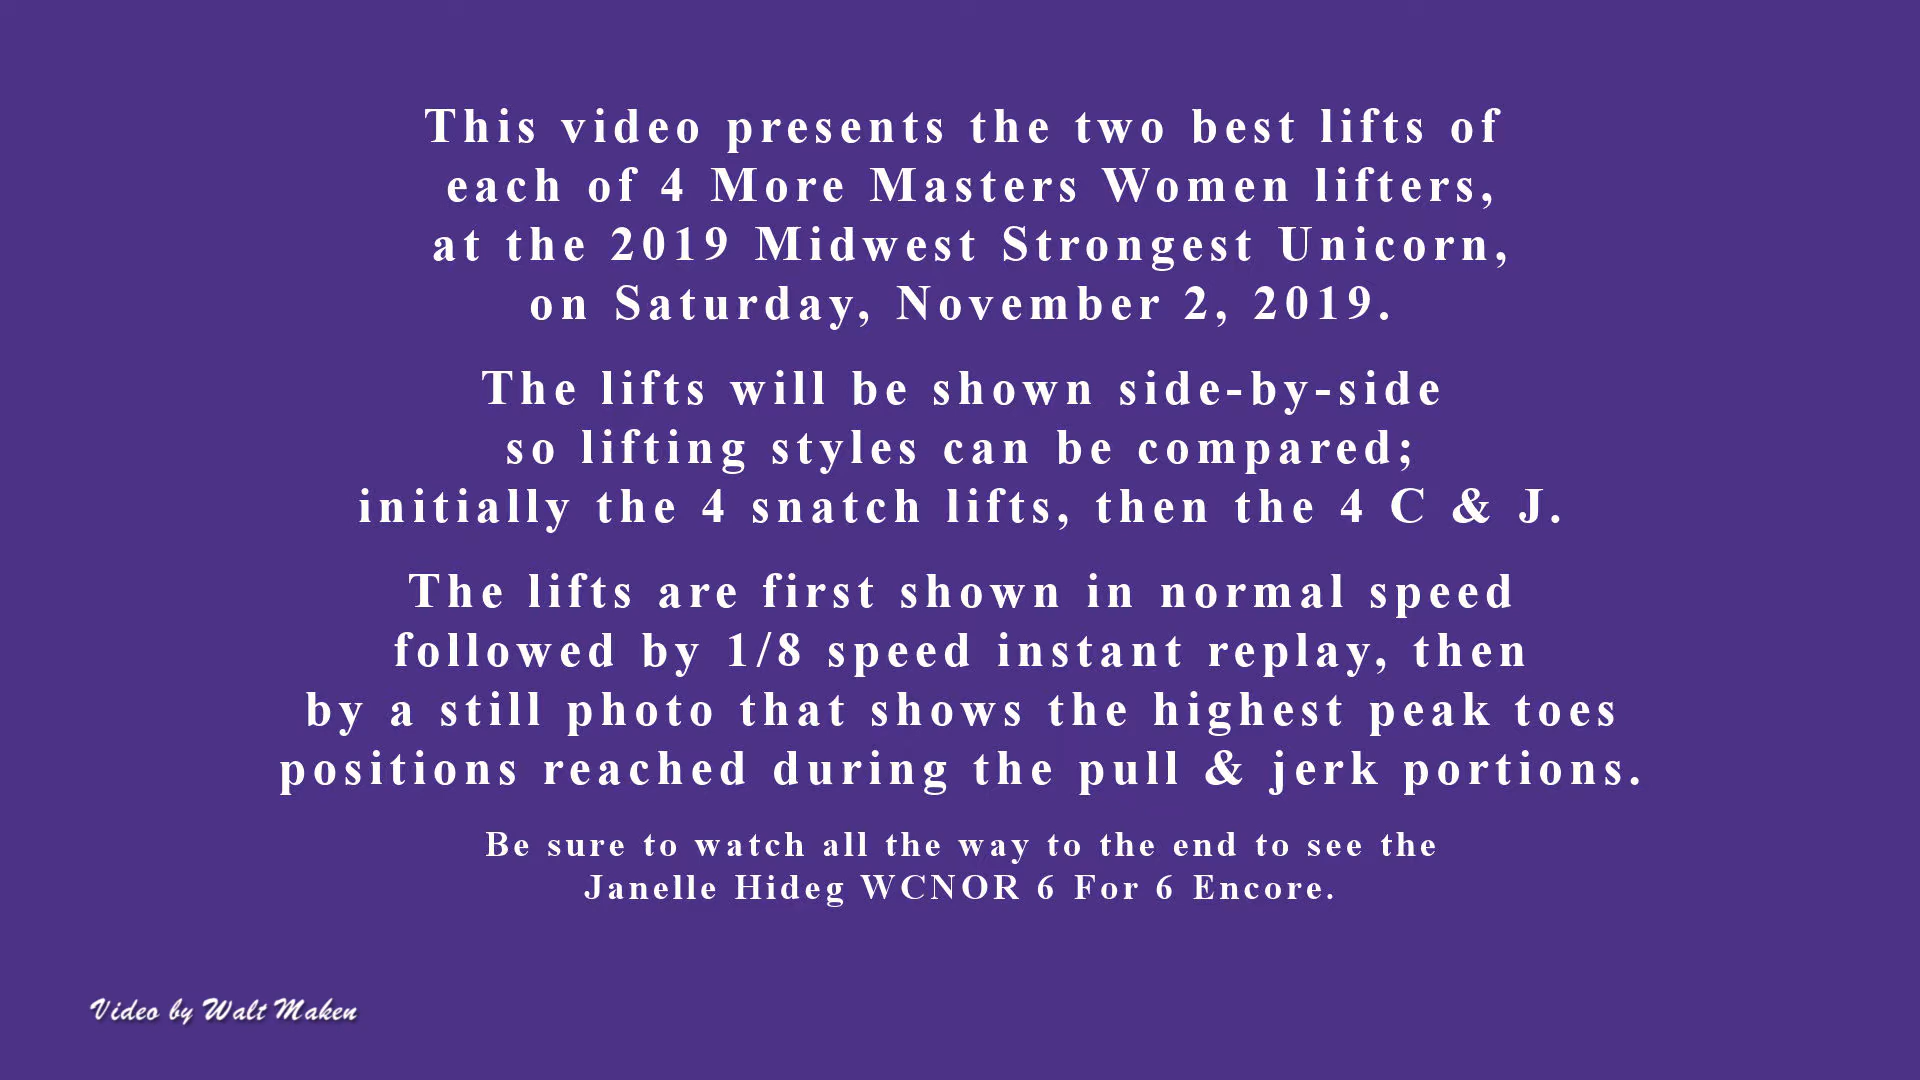 This video presents the two best lifts of
each of 4 More Masters Women lifters,
at the 2019 Midwest Strongest Unicorn,
on Saturday, November 2, 2019.
The lifts will be shown side-by-side
so lifting styles can be compared;
initially the 4 snatch lifts, then the 4 C & J.
The lifts are first shown in normal speed
followed by 1/8 speed instant replay, then
by a still photo that shows the highest peak toes
positions reached during the pull & jerk portions.
Be sure to watch all the way to the end to see the
Janelle Hideg WCNOR 6 For 6 Encore.
Video by Walt Maken